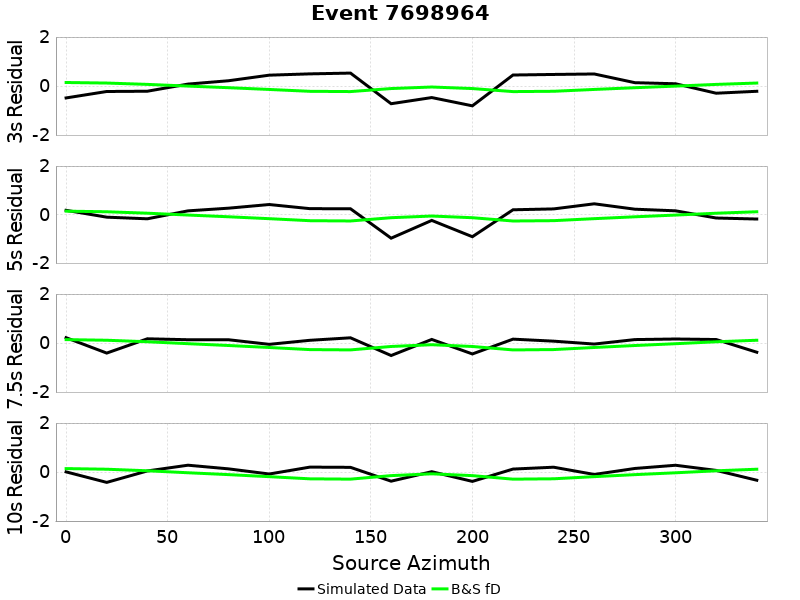 Event 7698964
3s Residual
2
0
-2
5s Residual
2
0
-2
7.5s Residual
2
0
-2
10s Residual
2
0
-2
0 50 100 150 200 250 300
Source Azimuth
Simulated Data B&S fD